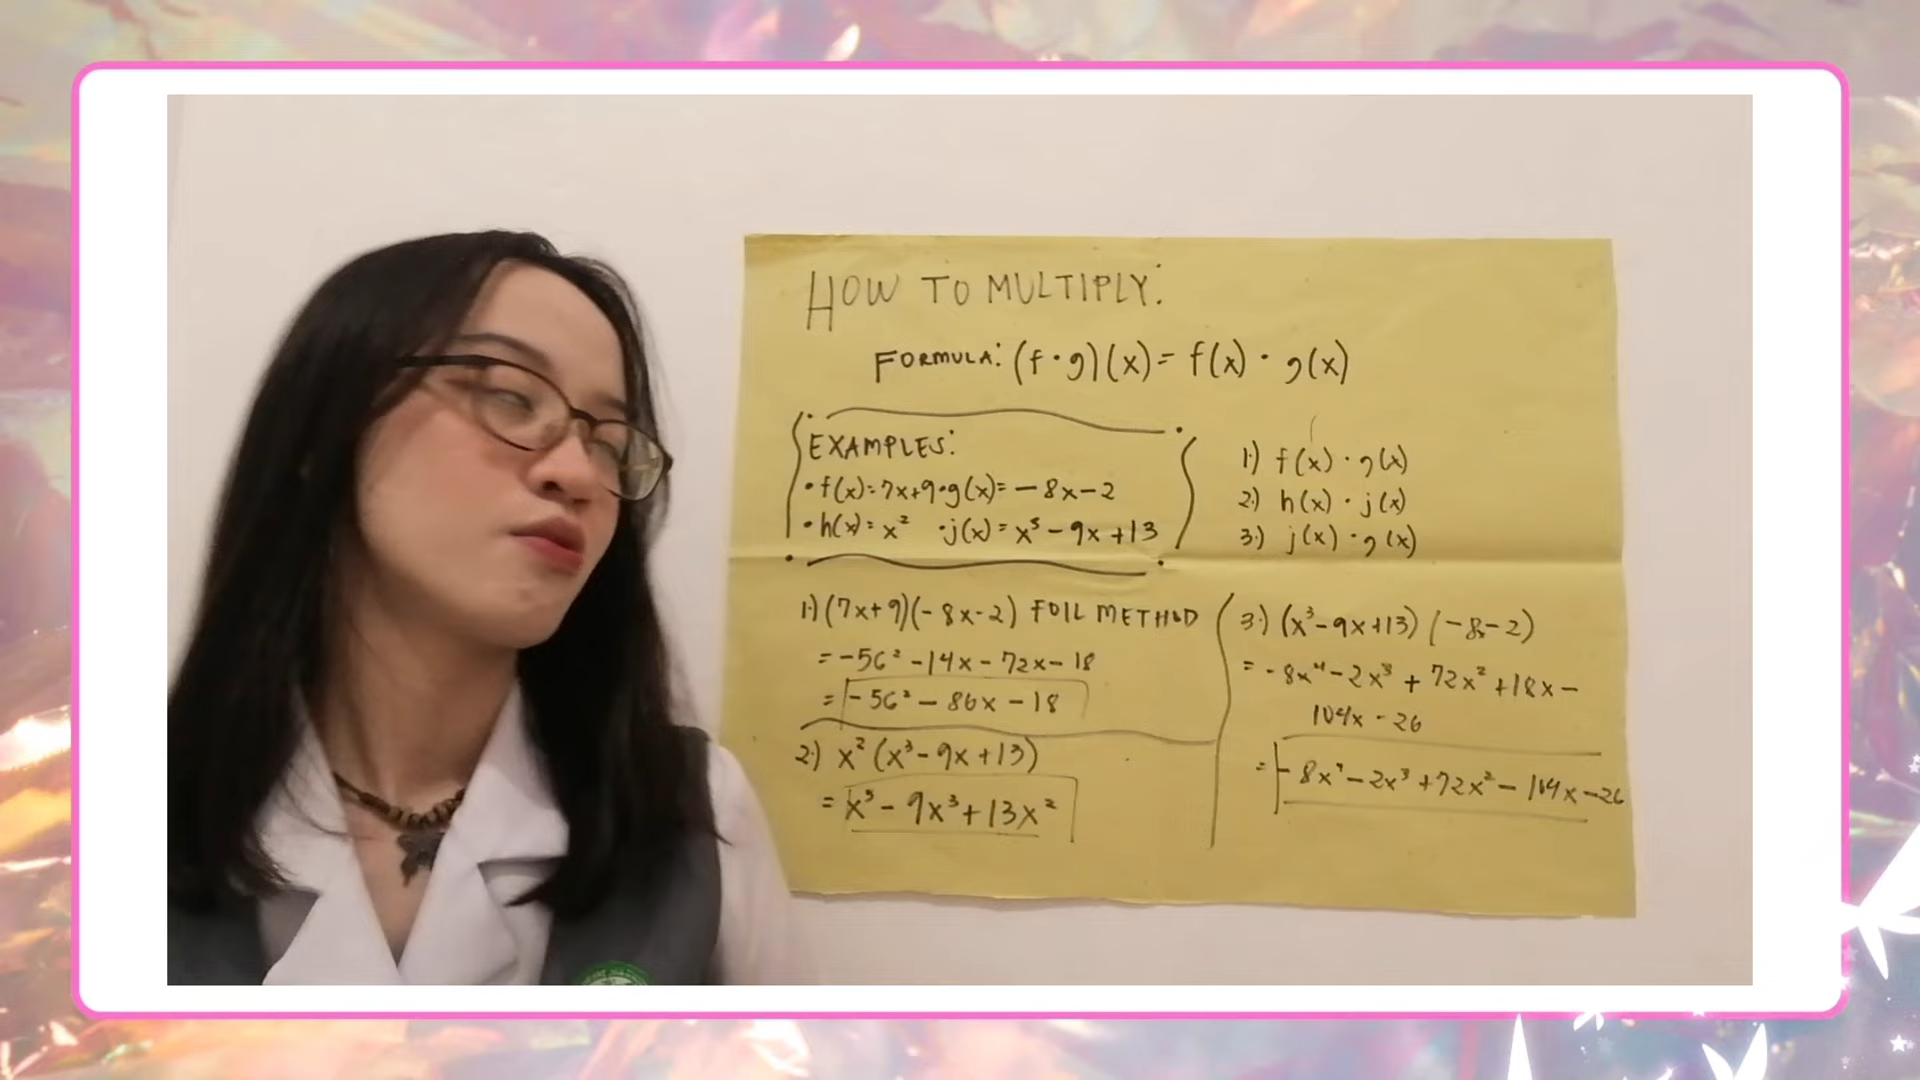 HOW TO MULTIPLY:
FORMULA: (f·g)(x) = f(x) · g(x)
EXAMPLES:
• f(x) = 7x+9 • g(x) = -8x-2
• h(x) = x² • j(x) = x³ - 9x + 13
1.) f(x) · g(x)
2.) h(x) · j(x)
3.) j(x) · g(x)
1.) (7x+9)(-8x-2) FOIL METHOD
= -56² - 14x - 72x - 18
= -56² - 86x - 18
2.) x² (x³ - 9x + 13)
= x⁵ - 9x³ + 13x²
3.) (x³ - 9x + 13) (-8x-2)
= -8x⁴ - 2x³ + 72x² + 18x -
104x - 26
= -8x⁴ - 2x³ + 72x² - 104x - 26